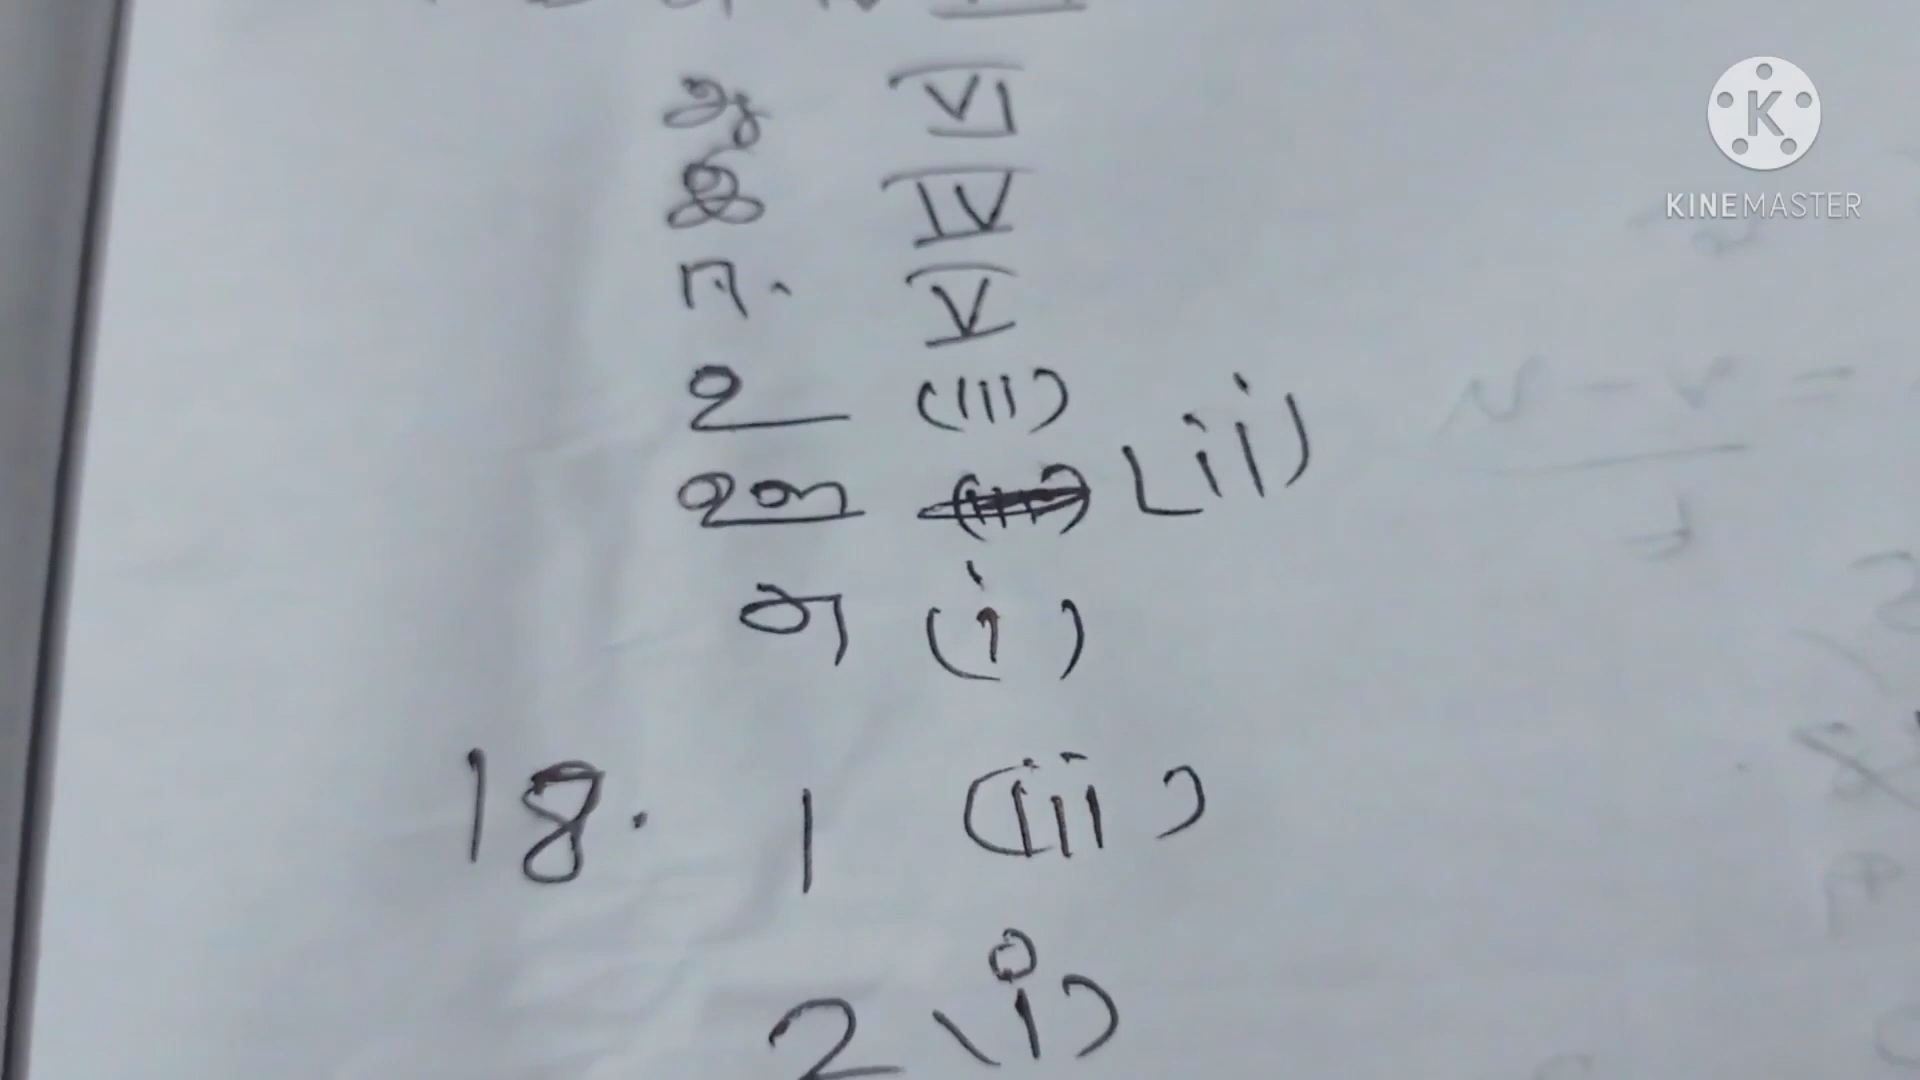 ஆ VI
இ IV
ஈ. V
உ (III)
ஊ (ii)
எ (i)
18. 1 (iii)
2 (i)
K
KINEMASTER